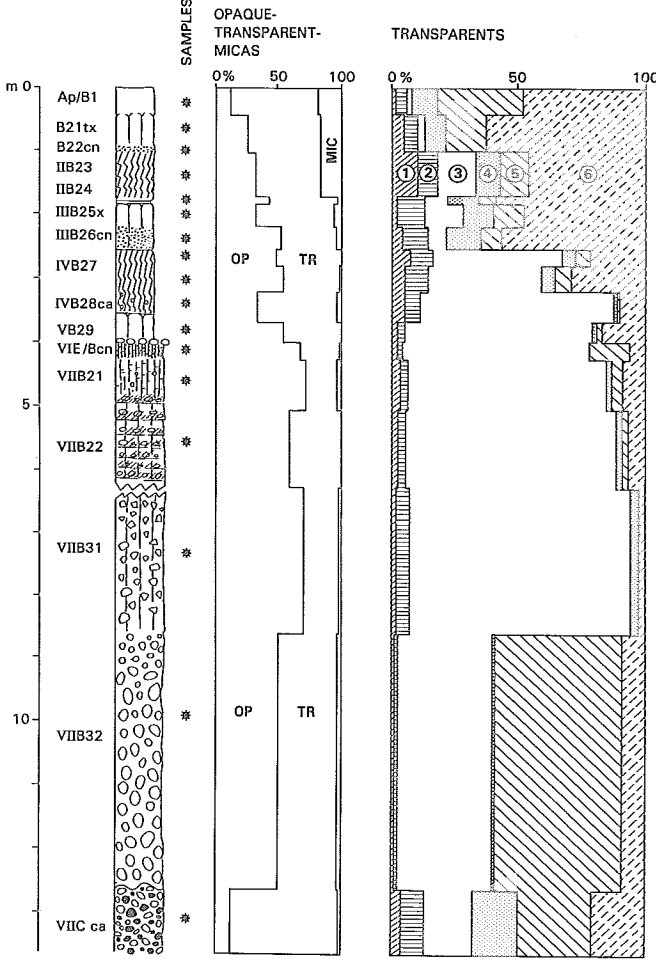 SAMPLES
OPAQUE-
TRANSPARENT-
MICAS
TRANSPARENTS
m 0
0 % 50 100
0 % 50 100
Ap/B1
B21tx
B22cn
IIB23
IIB24
IIIB25x
IIIB26cn
IVB27
IVB28ca
VB29
VIE/Bcn
VIIB21
5
VIIB22
VIIB31
10
VIIB32
VIIC ca
MIC
OP TR
1 2 3 4 5 6
OP TR